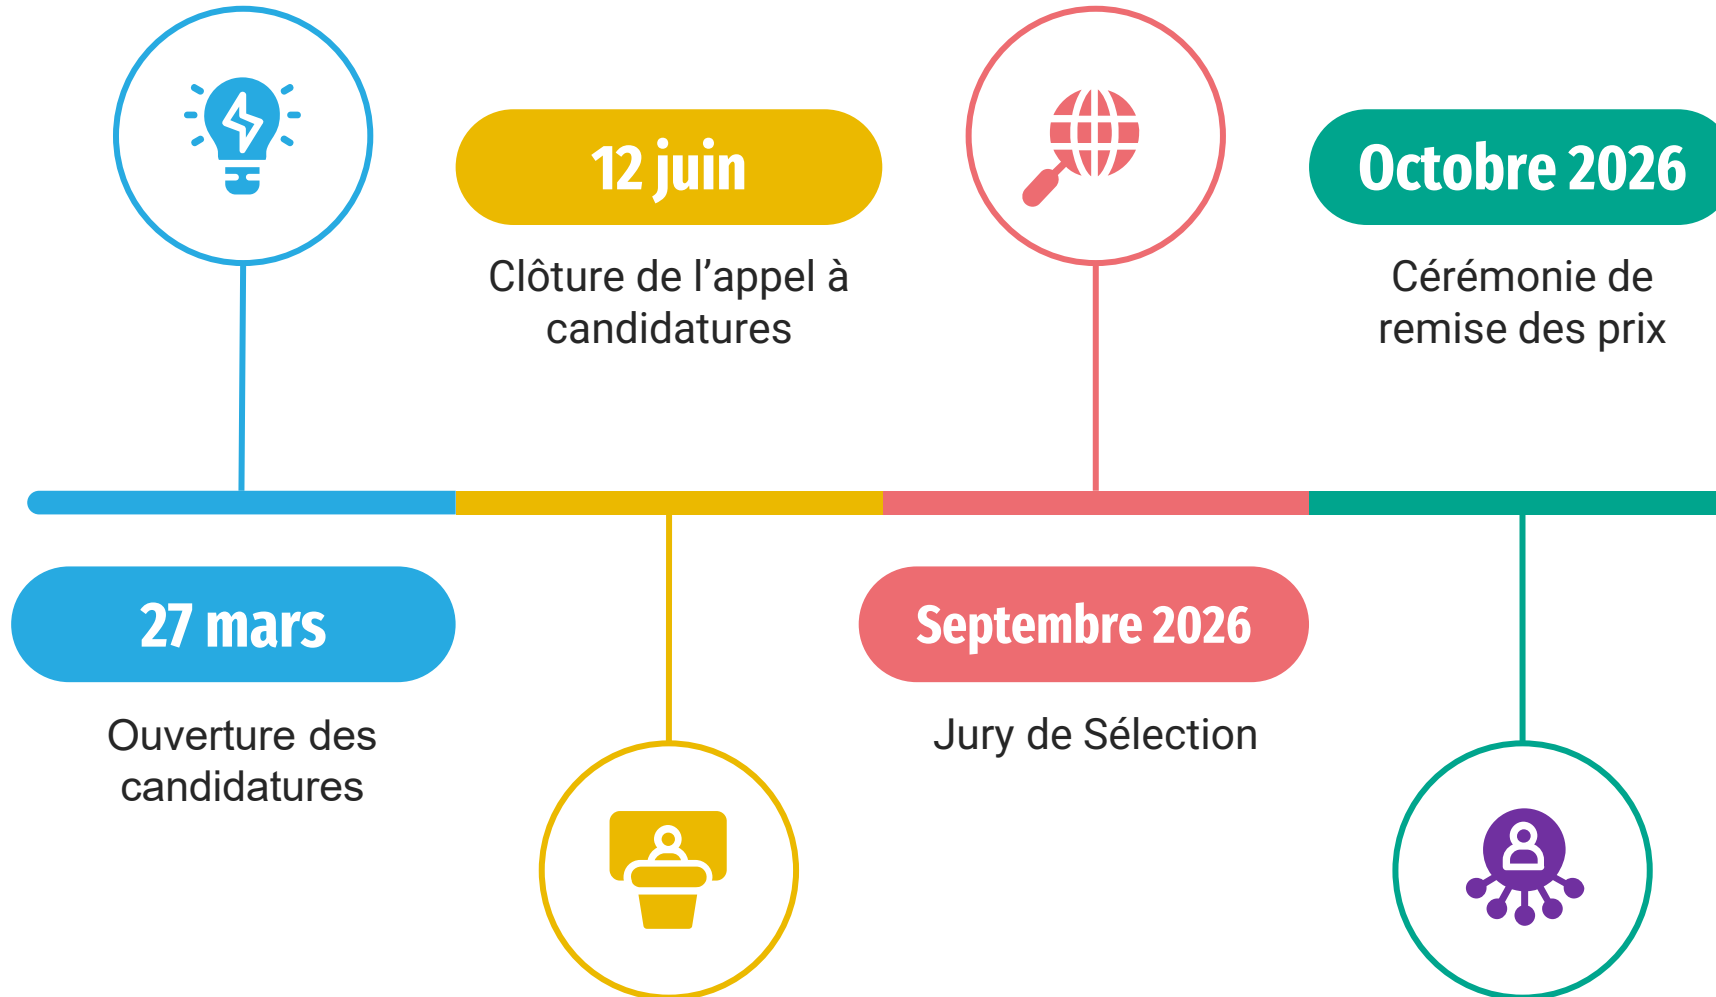 27 mars
Ouverture des
candidatures
12 juin
Clôture de l’appel à
candidatures
Septembre 2026
Jury de Sélection
Octobre 2026
Cérémonie de
remise des prix